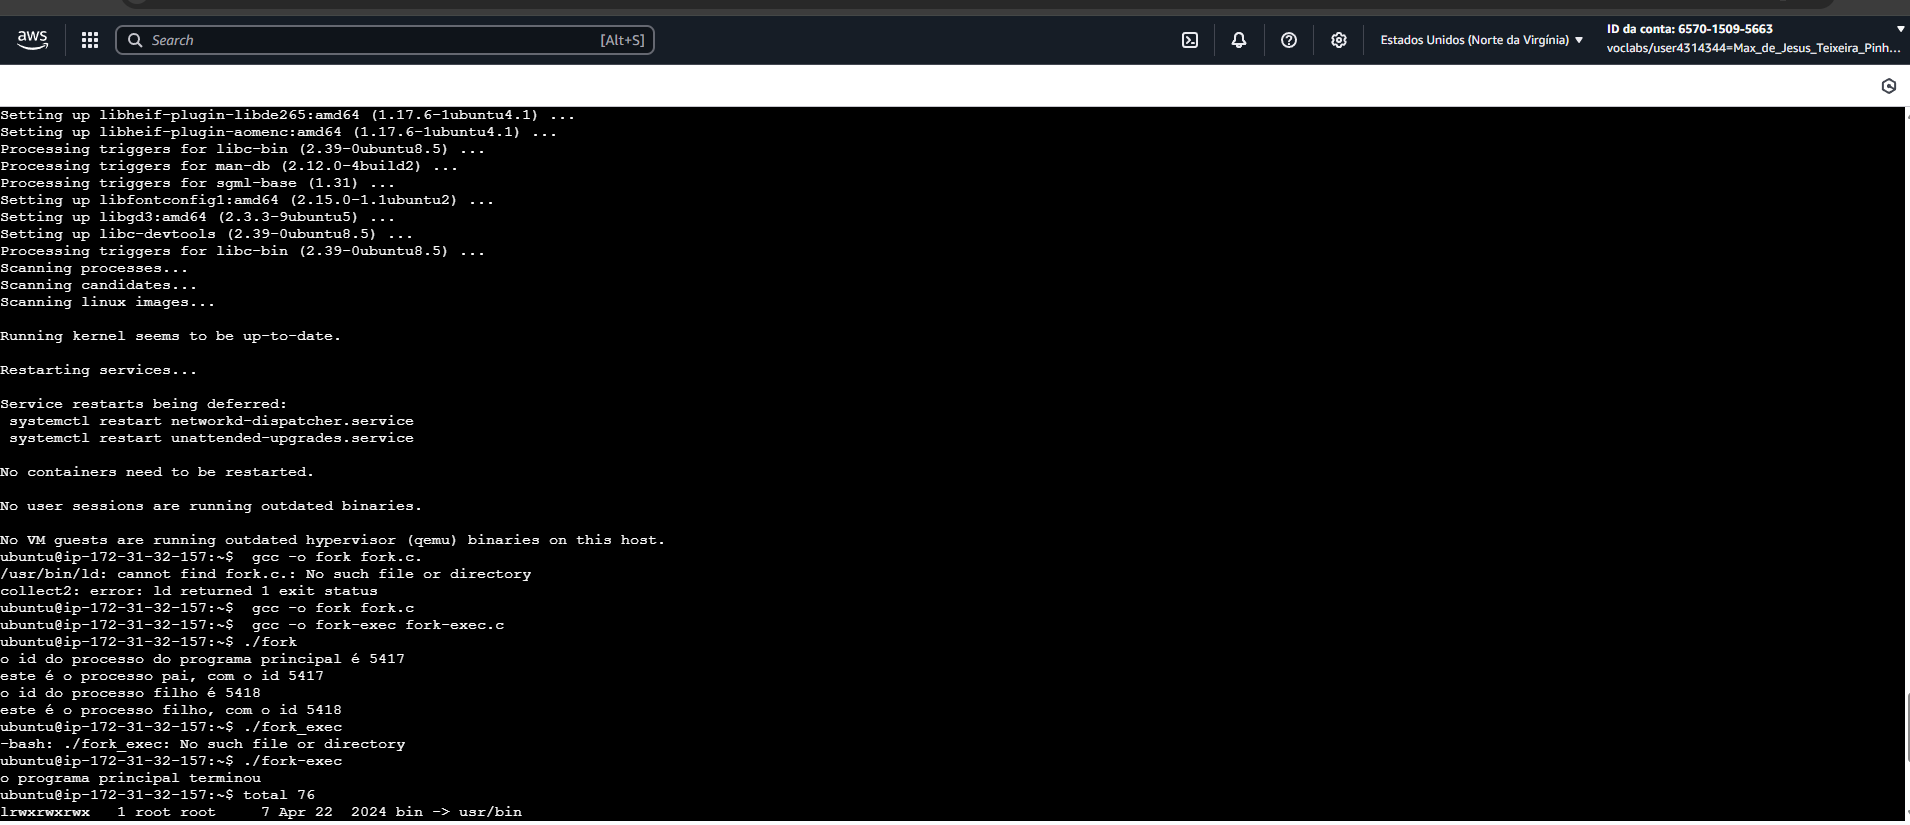 aws
Search
[Alt+S]
Estados Unidos (Norte da Virgínia)
ID da conta: 6570-1509-5663
voclabs/user4314344=Max_de_Jesus_Teixeira_Pinh...
Setting up libheif-plugin-libde265:amd64 (1.17.6-1ubuntu4.1) ...
Setting up libheif-plugin-aomenc:amd64 (1.17.6-1ubuntu4.1) ...
Processing triggers for libc-bin (2.39-0ubuntu8.5) ...
Processing triggers for man-db (2.12.0-4build2) ...
Processing triggers for sgml-base (1.31) ...
Setting up libfontconfig1:amd64 (2.15.0-1.1ubuntu2) ...
Setting up libgd3:amd64 (2.3.3-9ubuntu5) ...
Setting up libc-devtools (2.39-0ubuntu8.5) ...
Processing triggers for libc-bin (2.39-0ubuntu8.5) ...
Scanning processes...
Scanning candidates...
Scanning linux images...
Running kernel seems to be up-to-date.
Restarting services...
Service restarts being deferred:
 systemctl restart networkd-dispatcher.service
 systemctl restart unattended-upgrades.service
No containers need to be restarted.
No user sessions are running outdated binaries.
No VM guests are running outdated hypervisor (qemu) binaries on this host.
ubuntu@ip-172-31-32-157:~$  gcc -o fork fork.c.
/usr/bin/ld: cannot find fork.c.: No such file or directory
collect2: error: ld returned 1 exit status
ubuntu@ip-172-31-32-157:~$  gcc -o fork fork.c
ubuntu@ip-172-31-32-157:~$  gcc -o fork-exec fork-exec.c
ubuntu@ip-172-31-32-157:~$ ./fork
o id do processo do programa principal é 5417
este é o processo pai, com o id 5417
o id do processo filho é 5418
este é o processo filho, com o id 5418
ubuntu@ip-172-31-32-157:~$ ./fork_exec
-bash: ./fork_exec: No such file or directory
ubuntu@ip-172-31-32-157:~$ ./fork-exec
o programa principal terminou
ubuntu@ip-172-31-32-157:~$ total 76
lrwxrwxrwx   1 root root     7 Apr 22  2024 bin -> usr/bin